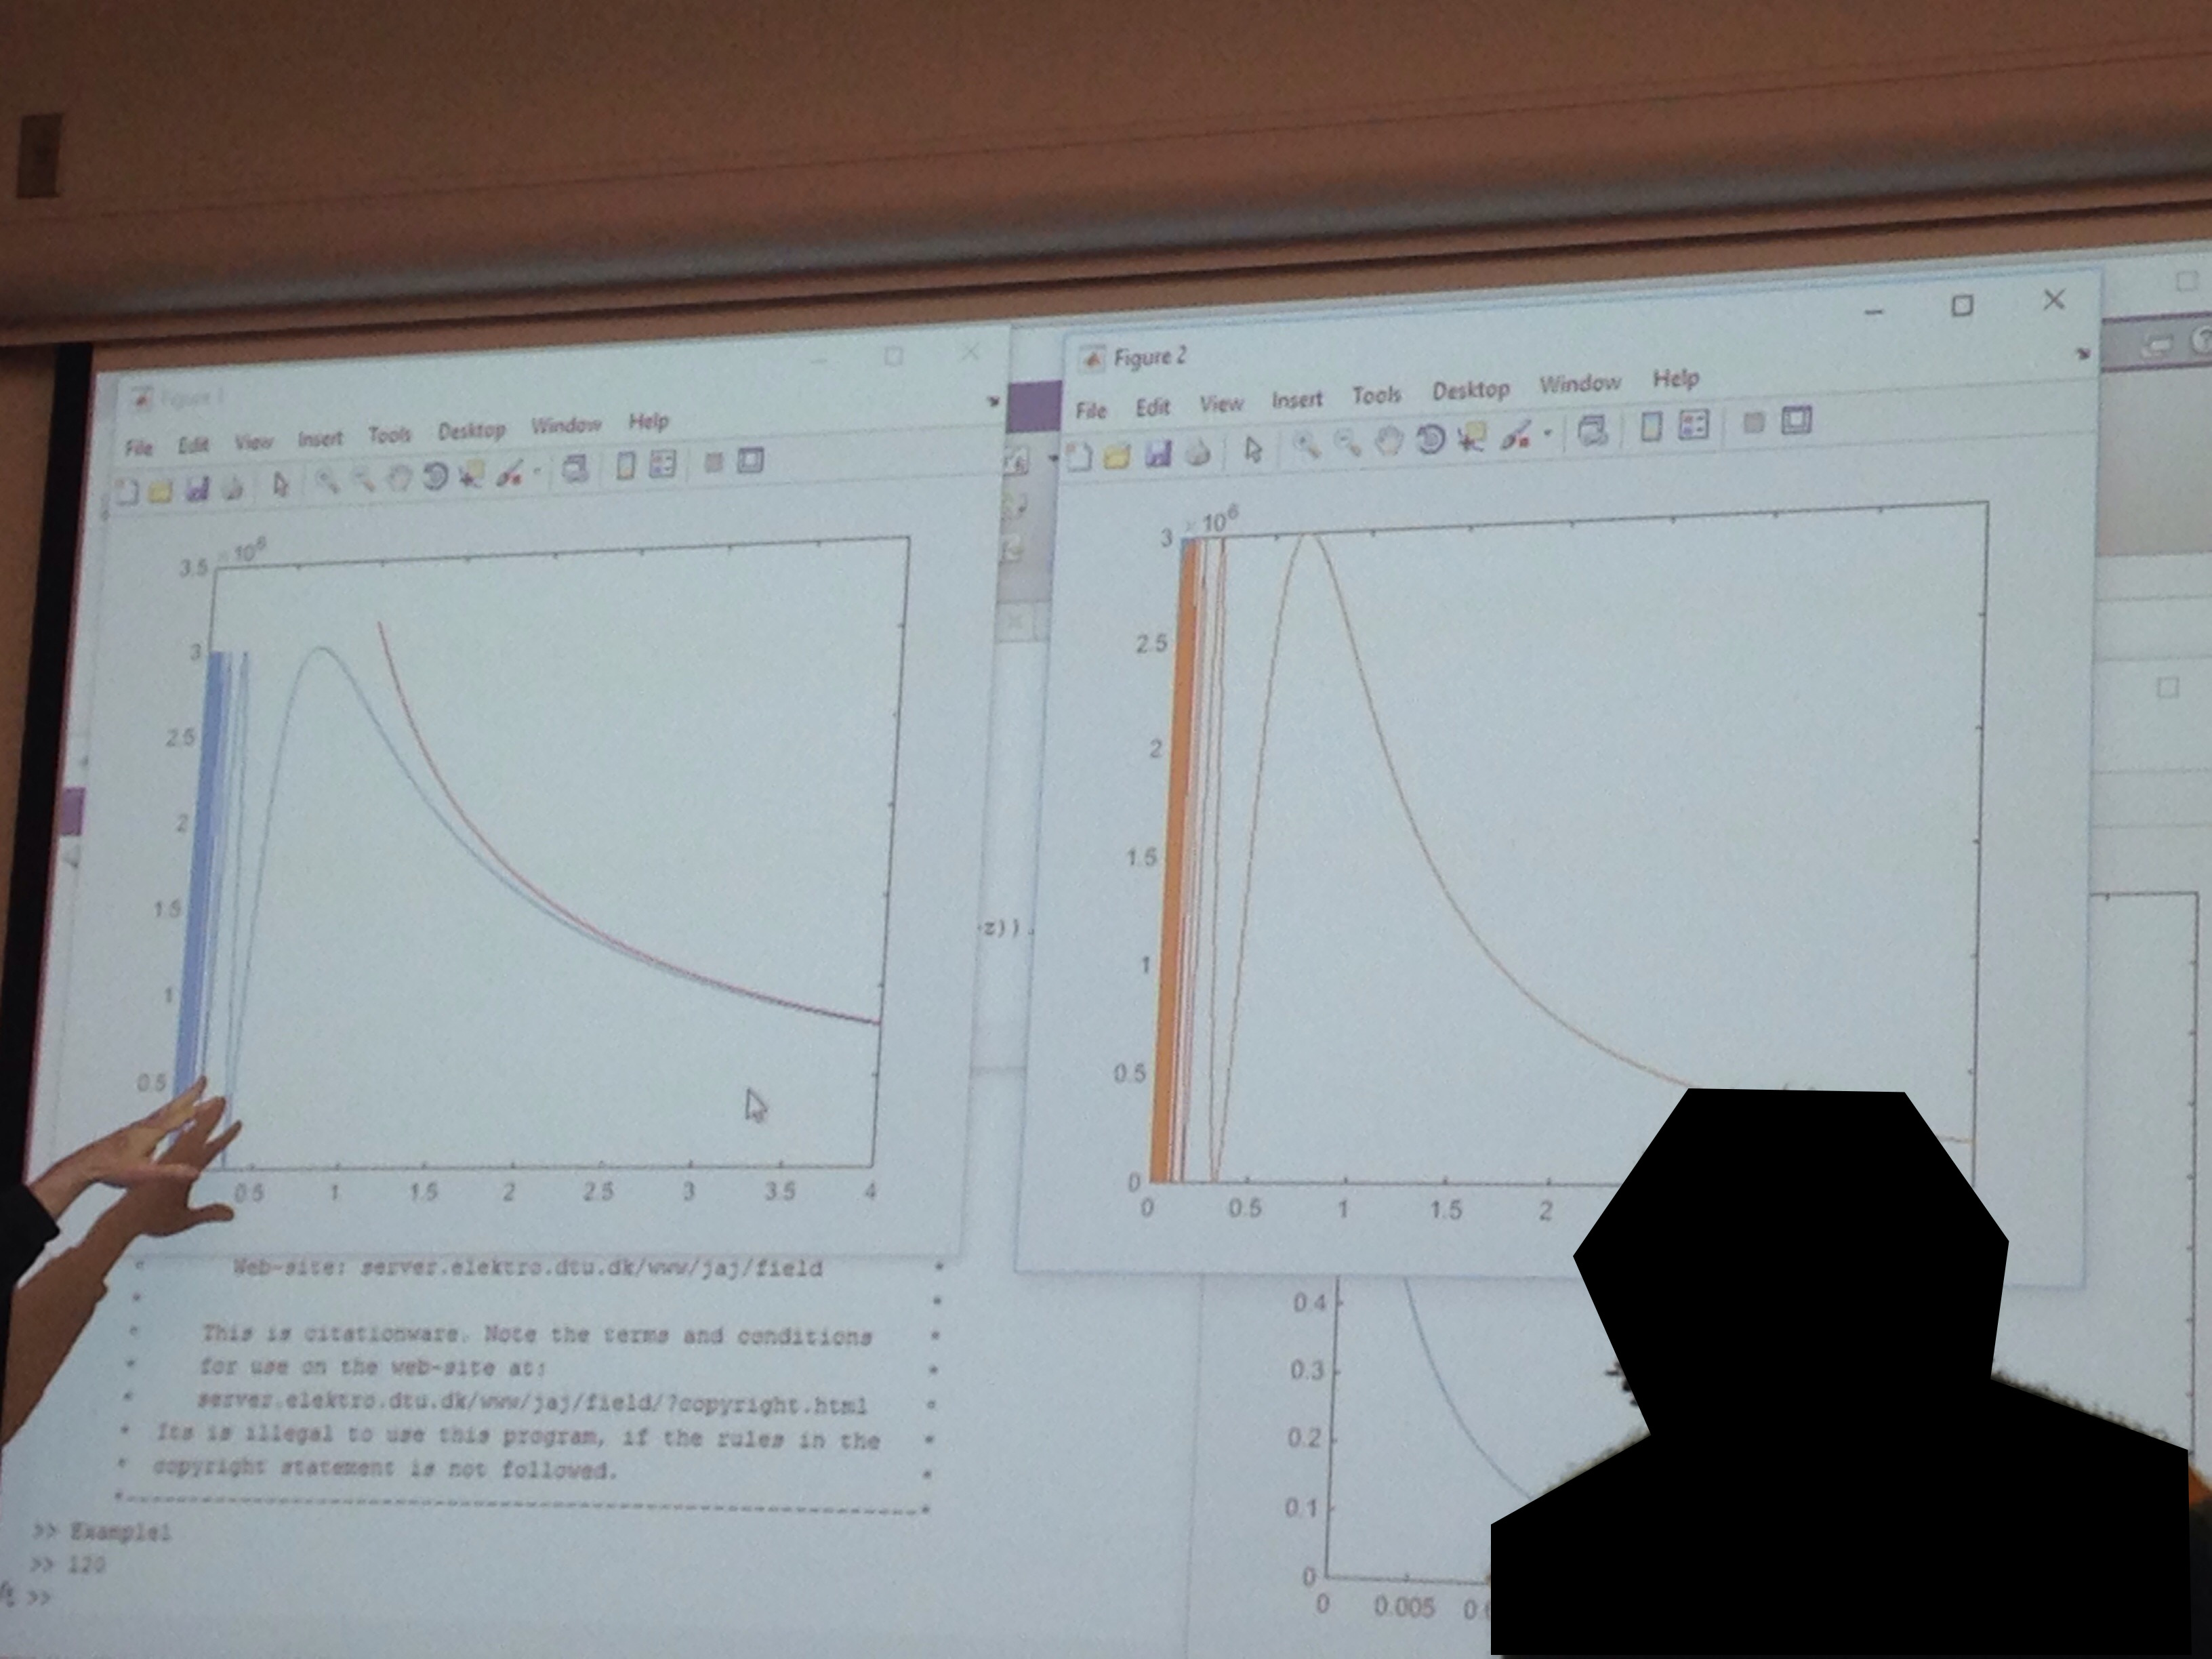 Figure 1
File Edit View Insert Tools Desktop Window Help
× 10^6
3.5
3
2.5
2
1.5
1
0.5
0.5 1 1.5 2 2.5 3 3.5 4
z)).
Figure 2
File Edit View Insert Tools Desktop Window Help
× 10^6
3
2.5
2
1.5
1
0.5
0
0 0.5 1 1.5 2
0.4
0.3
0.2
0.1
0
0 0.005
* Web-site: server.elektro.dtu.dk/www/jaj/field *
* *
* This is citationware. Note the terms and conditions *
* for use on the web-site at: *
* server.elektro.dtu.dk/www/jaj/field/?copyright.html *
* Its is illegal to use this program, if the rules in the *
* copyright statement is not followed. *
>> Example1
>> 120
>>